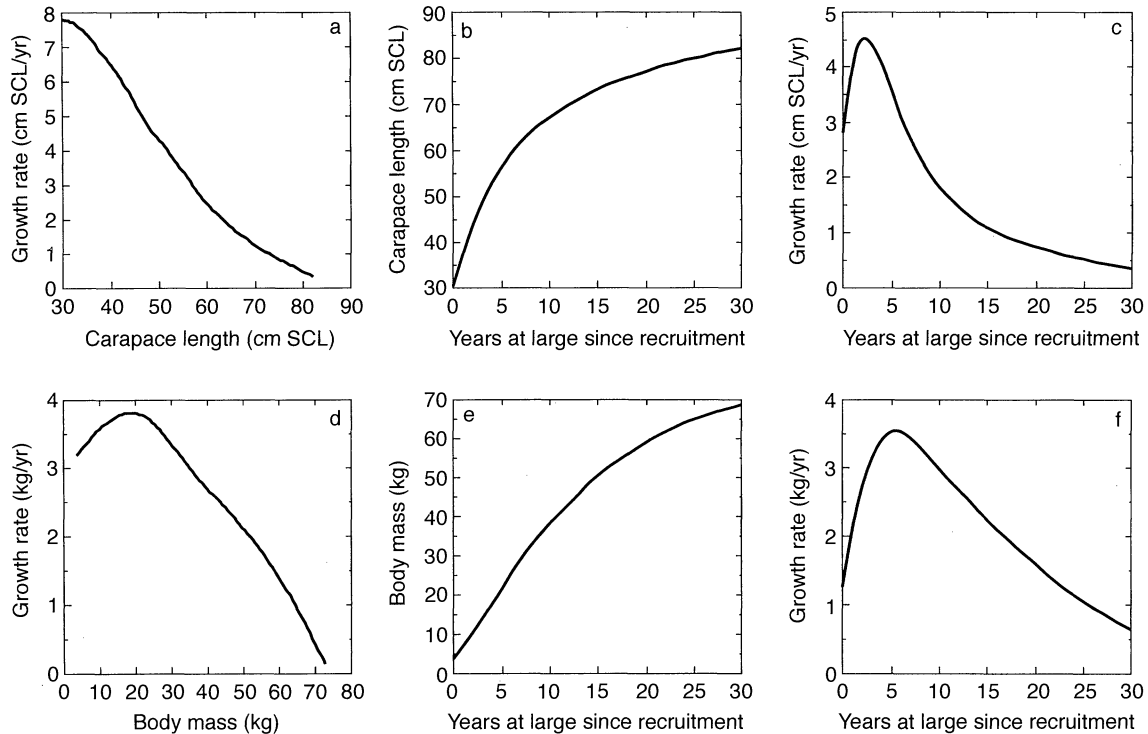 a
Growth rate (cm SCL/yr)
8
7
6
5
4
3
2
1
0
30 40 50 60 70 80 90
Carapace length (cm SCL)
b
Carapace length (cm SCL)
90
80
70
60
50
40
30
0 5 10 15 20 25 30
Years at large since recruitment
c
Growth rate (cm SCL/yr)
5
4
3
2
1
0
0 5 10 15 20 25 30
Years at large since recruitment
d
Growth rate (kg/yr)
4
3
2
1
0
0 10 20 30 40 50 60 70 80
Body mass (kg)
e
Body mass (kg)
70
60
50
40
30
20
10
0
0 5 10 15 20 25 30
Years at large since recruitment
f
Growth rate (kg/yr)
4
3
2
1
0
0 5 10 15 20 25 30
Years at large since recruitment